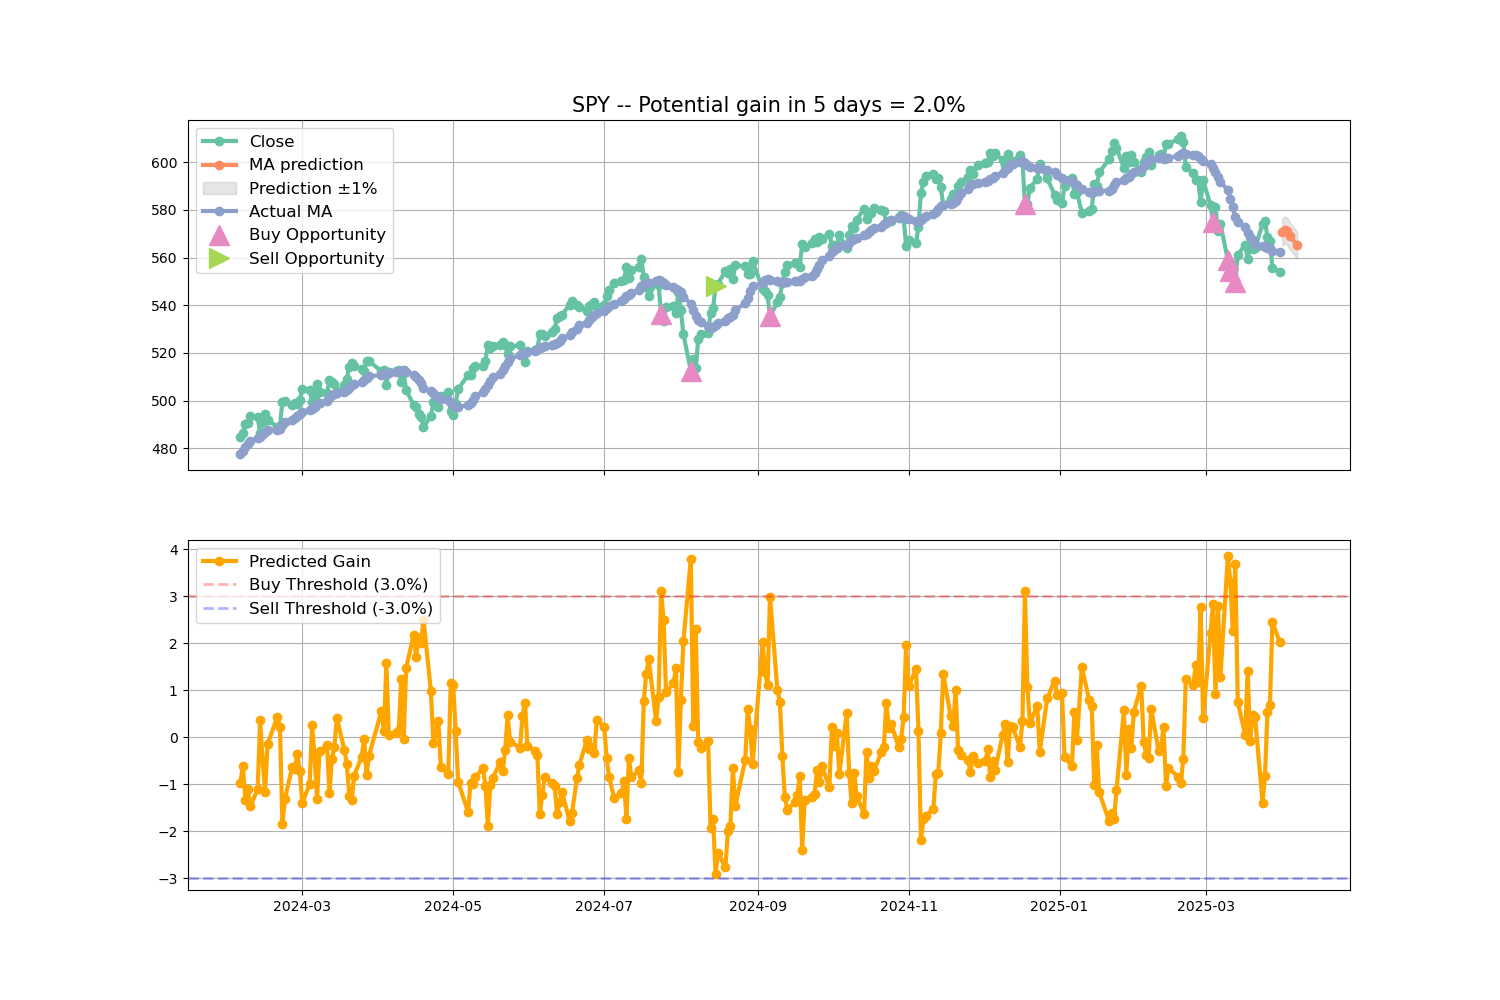 SPY -- Potential gain in 5 days = 2.0%
Close
MA prediction
Prediction ±1%
Actual MA
Buy Opportunity
Sell Opportunity
600
580
560
540
520
500
480
Predicted Gain
Buy Threshold (3.0%)
Sell Threshold (-3.0%)
4
3
2
1
0
−1
−2
−3
2024-03
2024-05
2024-07
2024-09
2024-11
2025-01
2025-03